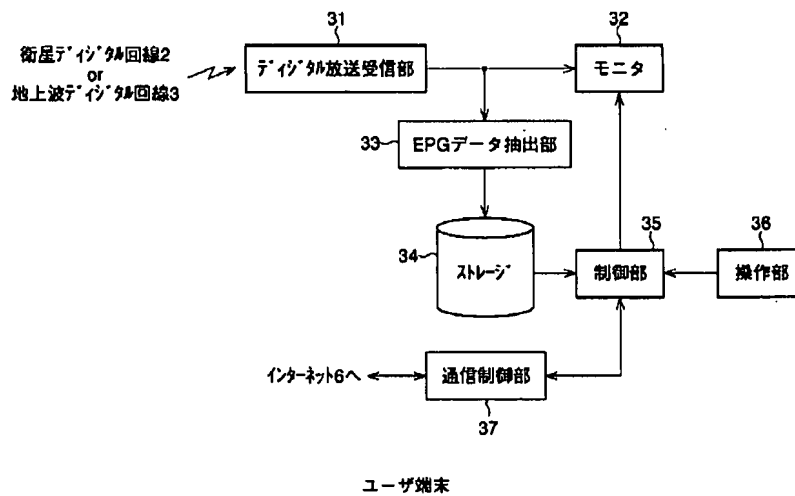 31
32
衛星ディジタル回線2
or
地上波ディジタル回線3
ディジタル放送受信部
モニタ
33
EPGデータ抽出部
34
ストレージ
35
制御部
36
操作部
インターネット6へ
通信制御部
37
ユーザ端末